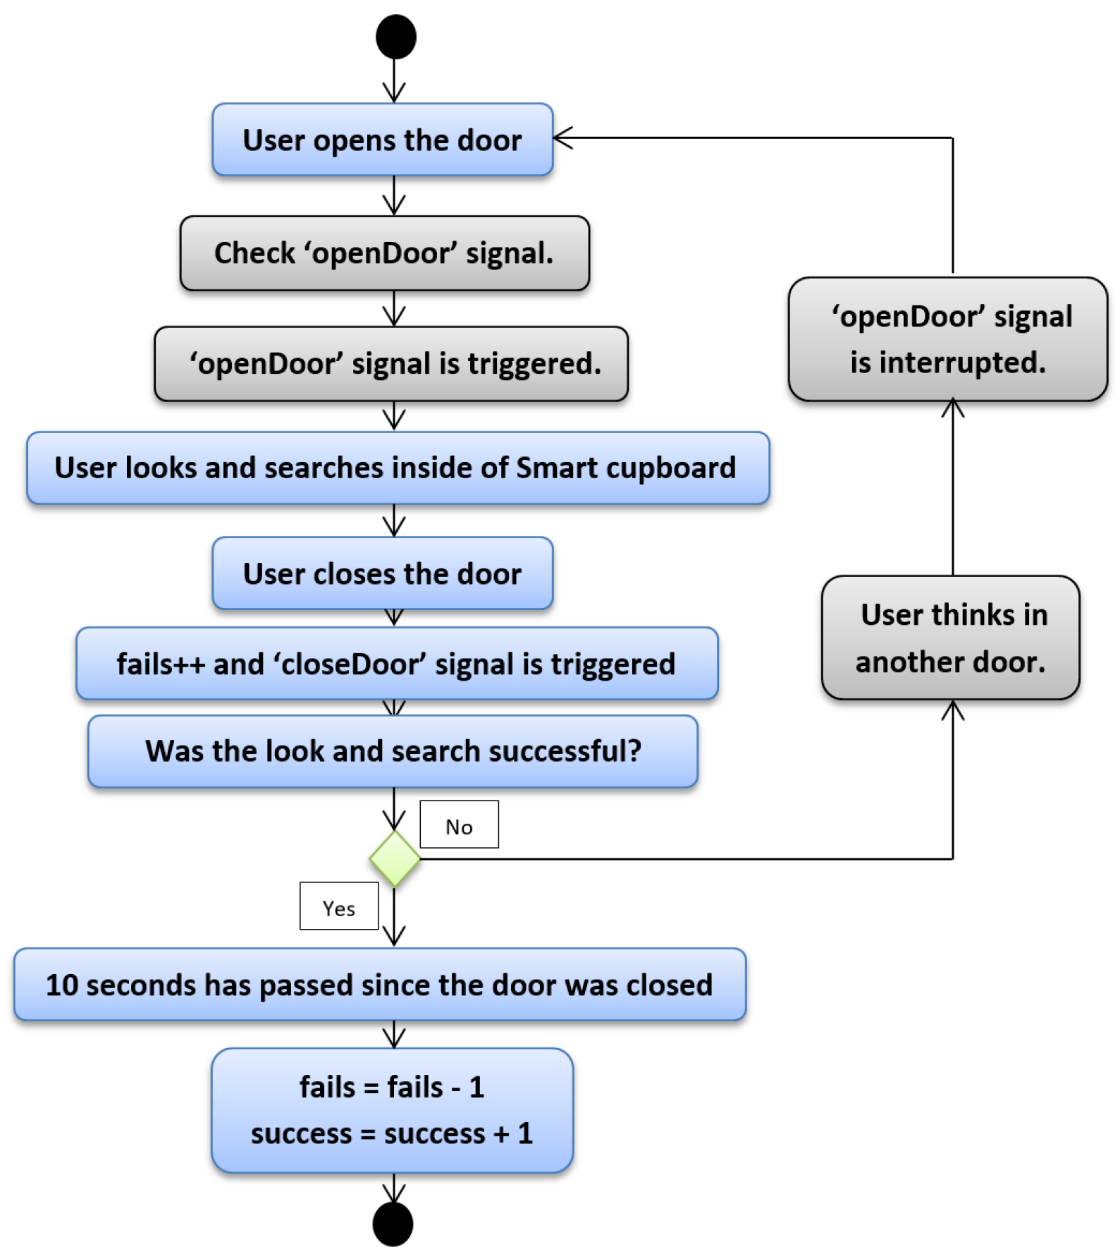 User opens the door
Check ‘openDoor’ signal.
‘openDoor’ signal is triggered.
User looks and searches inside of Smart cupboard
User closes the door
fails++ and ‘closeDoor’ signal is triggered
Was the look and search successful?
No
Yes
10 seconds has passed since the door was closed
fails = fails - 1
success = success + 1
‘openDoor’ signal
is interrupted.
User thinks in
another door.